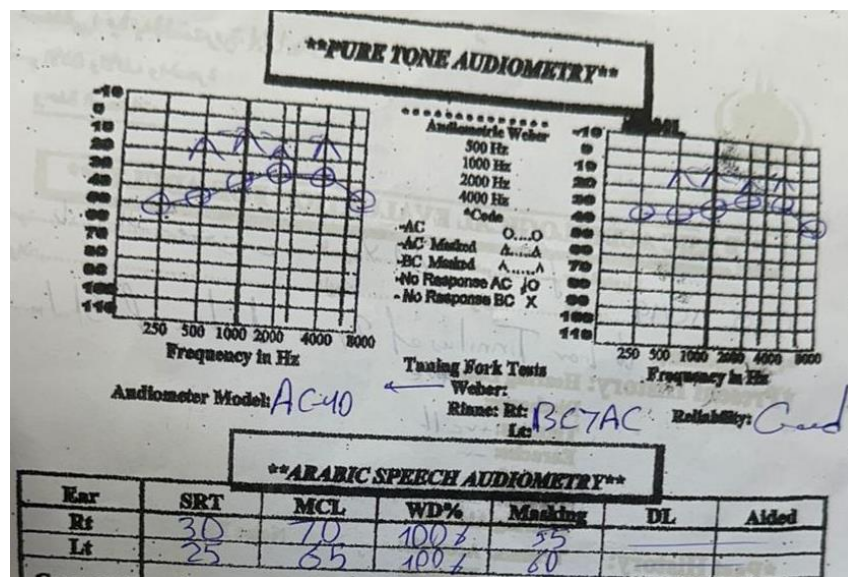 **PURE TONE AUDIOMETRY**
-10
0
10
20
30
40
50
60
70
80
90
100
110
250 500 1000 2000 4000 8000
Frequency in Hz
Audiometric Weber
500 Hz
1000 Hz
2000 Hz
4000 Hz
*Code
-AC O....O
-AC Masked
-BC Masked
-No Response AC
- No Response BC X
-10
0
10
20
30
40
50
60
70
80
90
100
110
250 500 1000 2000 4000 8000
Frequency in Hz
Tuning Fork Tests
Audiometer Model: AC40 Weber:
Rinne: Rt: BC>AC Reliability: Good
Lt:
**ARABIC SPEECH AUDIOMETRY**
Ear SRT MCL WD% Masking DL Aided
Rt 30 70 100% 55
Lt 25 65 100% 60